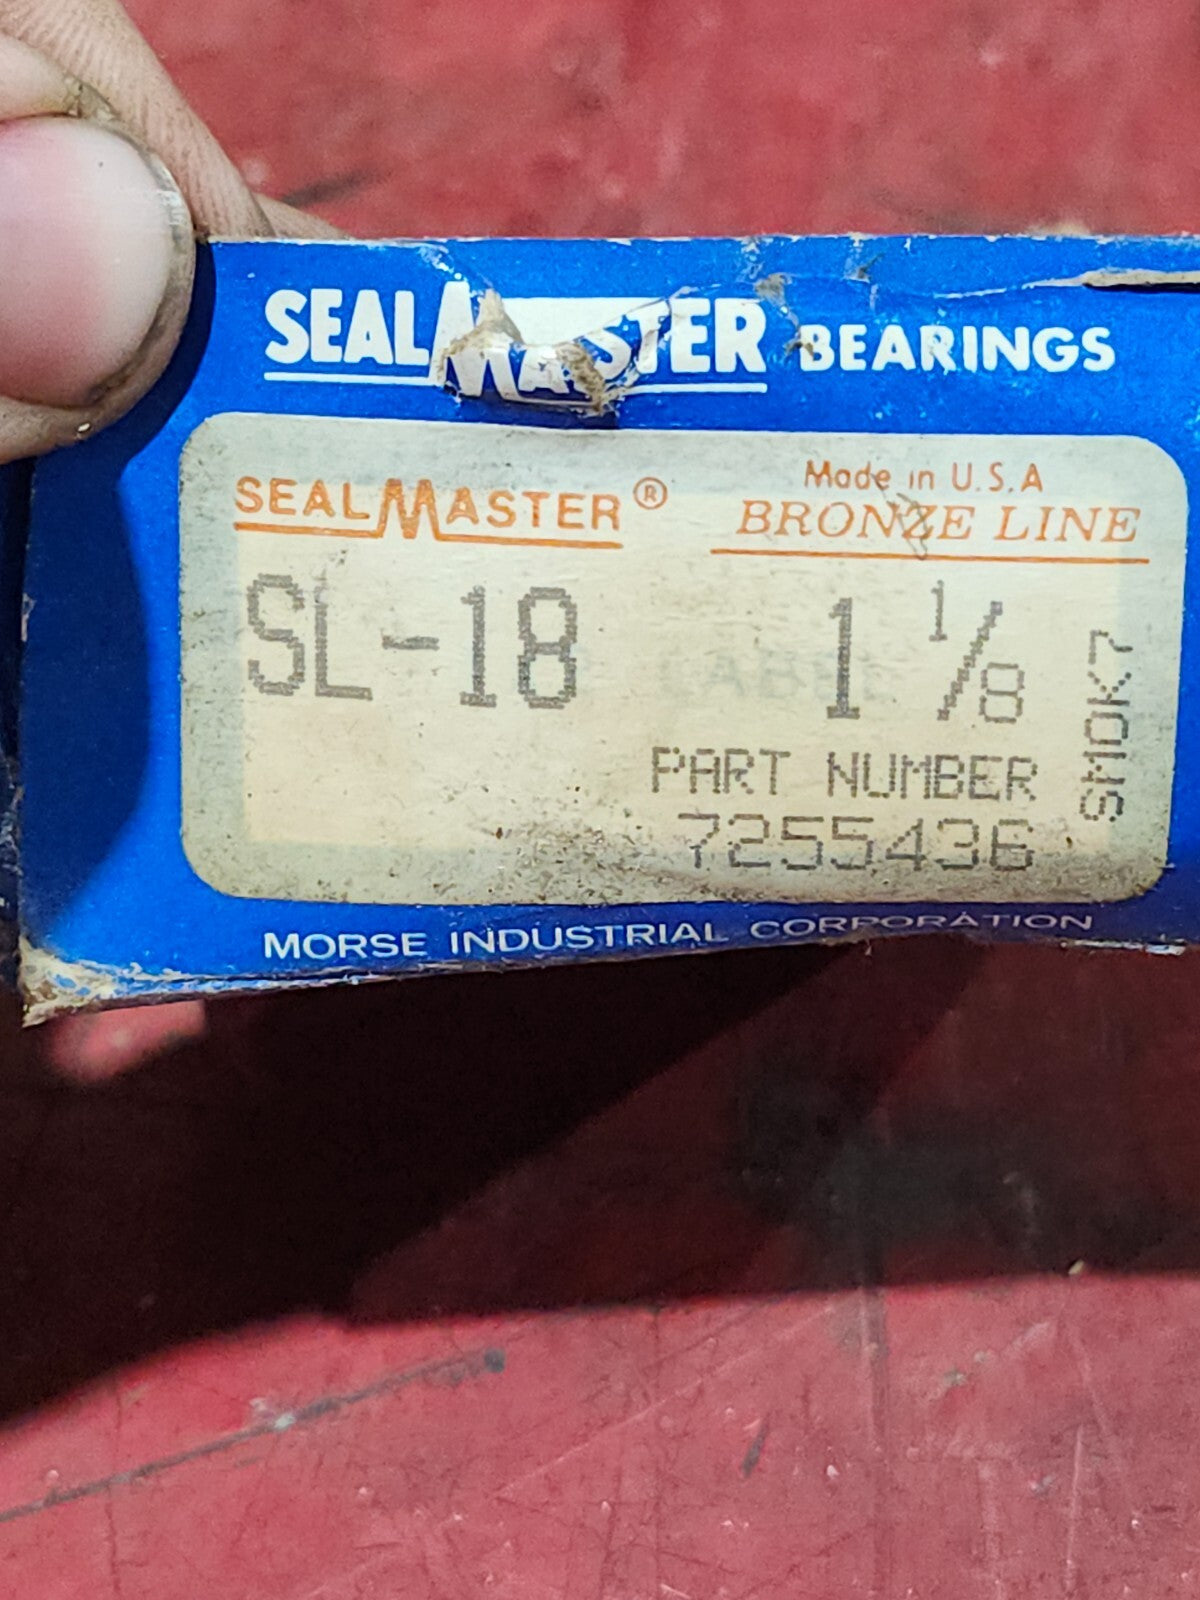 SEALMASTER BEARINGS
SEALMASTER®
Made in U.S.A
BRONZE LINE
SL-18
1 1/8
PART NUMBER
7255436
SMOK7
MORSE INDUSTRIAL CORPORATION